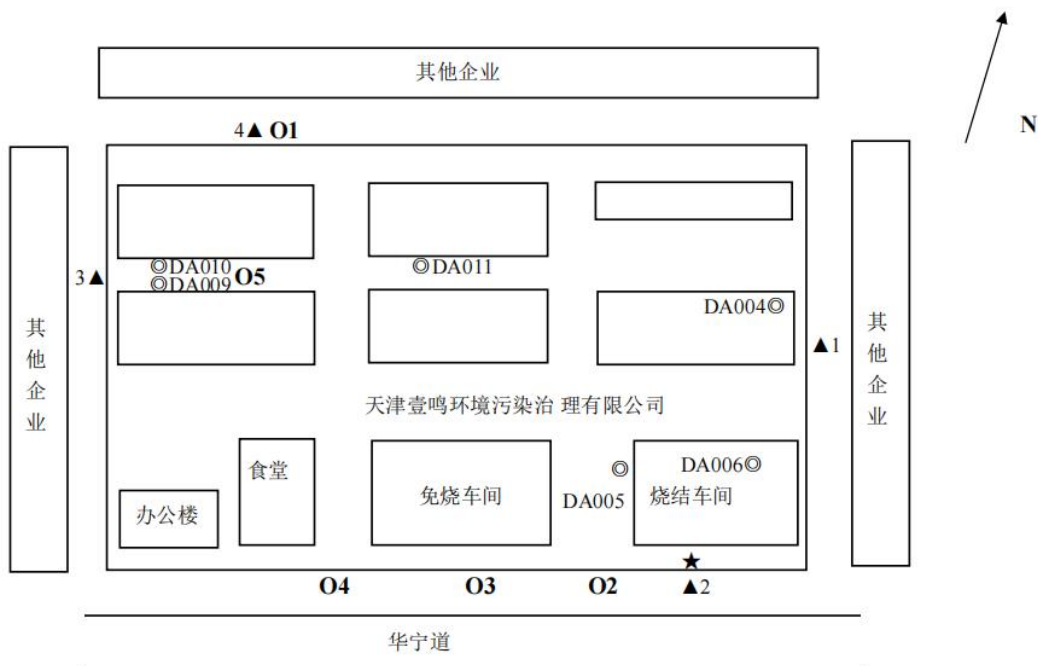 其他企业
N
4▲ O1
◎DA010
◎DA009 O5
◎DA011
3▲
DA004◎
▲1
其他企业
其他企业
天津壹鸣环境污染治 理有限公司
食堂
免烧车间
◎
DA005
DA006◎
烧结车间
办公楼
★
O4
O3
O2
▲2
华宁道